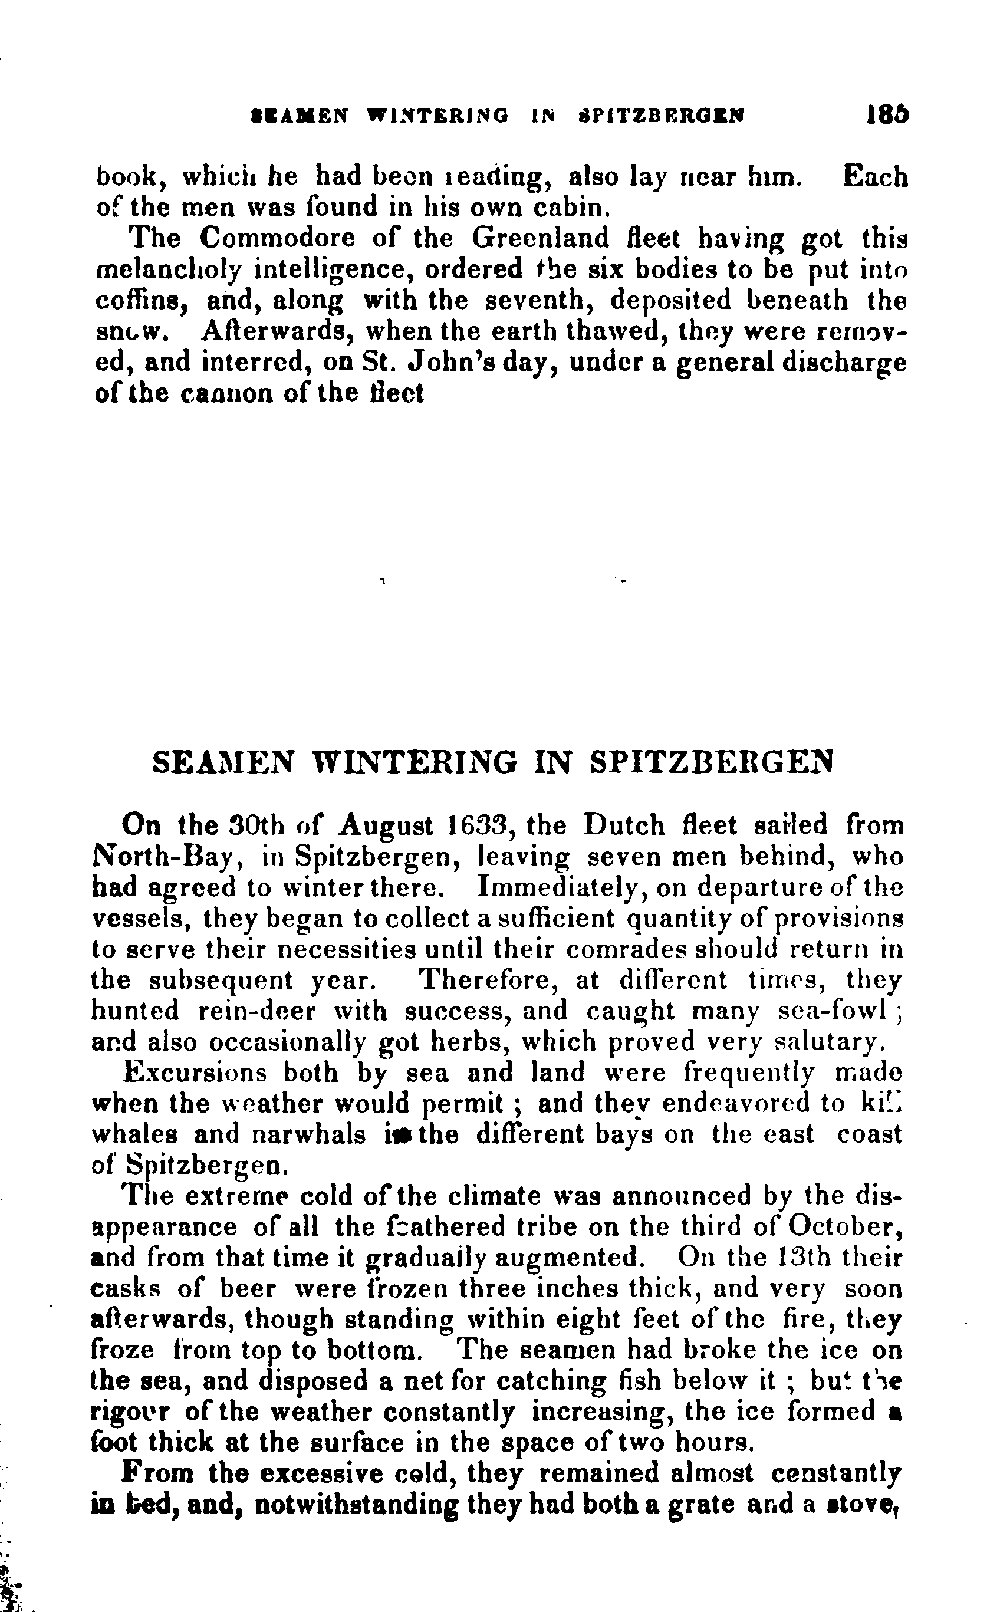 SEAMEN WINTERING IN SPITZBERGEN 185
book, which he had been reading, also lay near him. Each
of the men was found in his own cabin.
The Commodore of the Greenland fleet having got this
melancholy intelligence, ordered the six bodies to be put into
coffins, and, along with the seventh, deposited beneath the
snow. Afterwards, when the earth thawed, they were remov-
ed, and interred, on St. John's day, under a general discharge
of the cannon of the fleet
SEAMEN WINTERING IN SPITZBERGEN
On the 30th of August 1633, the Dutch fleet sailed from
North-Bay, in Spitzbergen, leaving seven men behind, who
had agreed to winter there. Immediately, on departure of the
vessels, they began to collect a sufficient quantity of provisions
to serve their necessities until their comrades should return in
the subsequent year. Therefore, at different times, they
hunted rein-deer with success, and caught many sea-fowl;
and also occasionally got herbs, which proved very salutary.
Excursions both by sea and land were frequently made
when the weather would permit; and they endeavored to kill
whales and narwhals in the different bays on the east coast
of Spitzbergen.
The extreme cold of the climate was announced by the dis-
appearance of all the feathered tribe on the third of October,
and from that time it gradually augmented. On the 13th their
casks of beer were frozen three inches thick, and very soon
afterwards, though standing within eight feet of the fire, they
froze from top to bottom. The seamen had broke the ice on
the sea, and disposed a net for catching fish below it; but the
rigour of the weather constantly increasing, the ice formed a
foot thick at the surface in the space of two hours.
From the excessive cold, they remained almost constantly
in bed, and, notwithstanding they had both a grate and a stove,